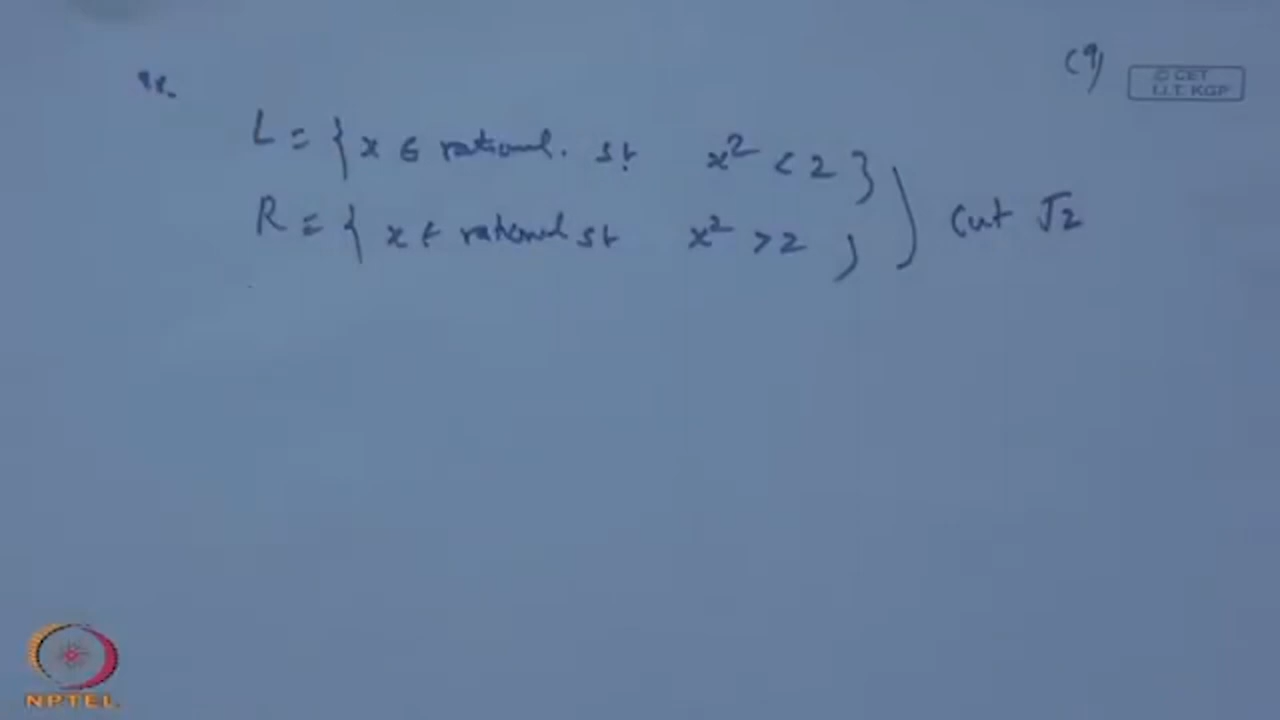 Ex.
(9)
© CET
I.I.T. KGP
L = { x ∈ rational. st x² < 2 }
R = { x ∈ rational st x² > 2 } ) Cut √2
NPTEL